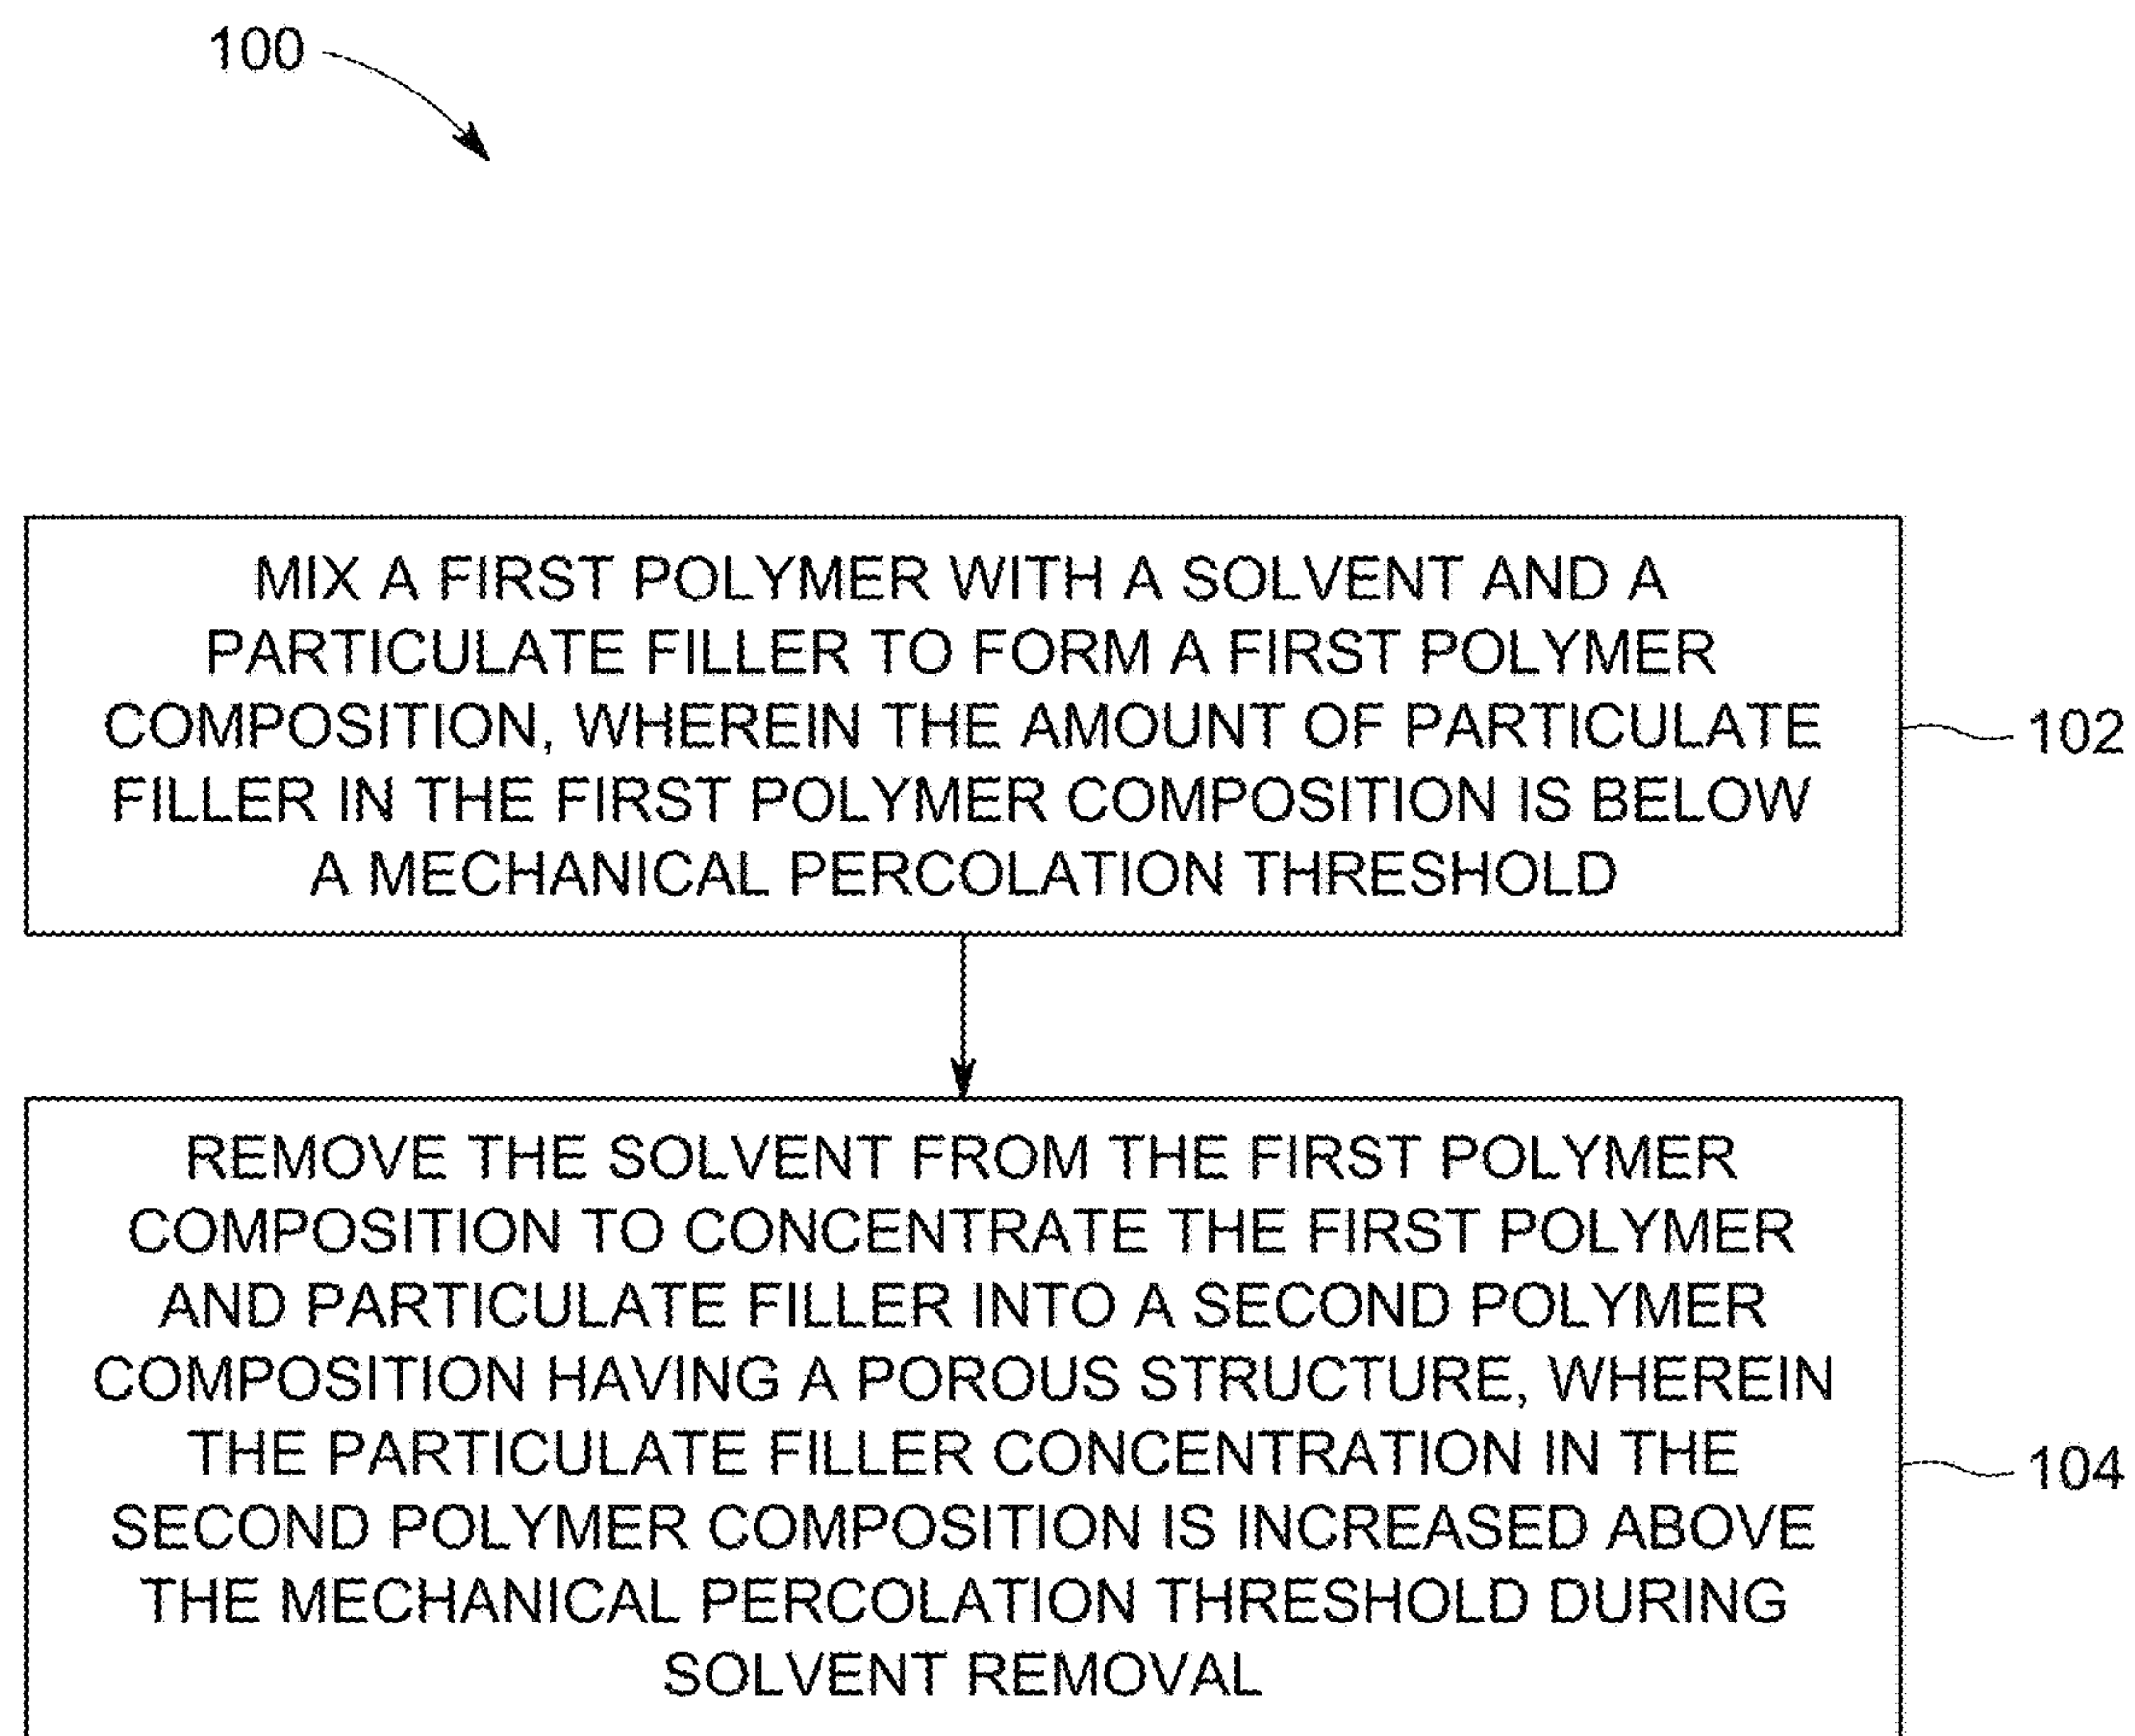 100
MIX A FIRST POLYMER WITH A SOLVENT AND A
PARTICULATE FILLER TO FORM A FIRST POLYMER
COMPOSITION, WHEREIN THE AMOUNT OF PARTICULATE
FILLER IN THE FIRST POLYMER COMPOSITION IS BELOW
A MECHANICAL PERCOLATION THRESHOLD
102
REMOVE THE SOLVENT FROM THE FIRST POLYMER
COMPOSITION TO CONCENTRATE THE FIRST POLYMER
AND PARTICULATE FILLER INTO A SECOND POLYMER
COMPOSITION HAVING A POROUS STRUCTURE, WHEREIN
THE PARTICULATE FILLER CONCENTRATION IN THE
SECOND POLYMER COMPOSITION IS INCREASED ABOVE
THE MECHANICAL PERCOLATION THRESHOLD DURING
SOLVENT REMOVAL
104